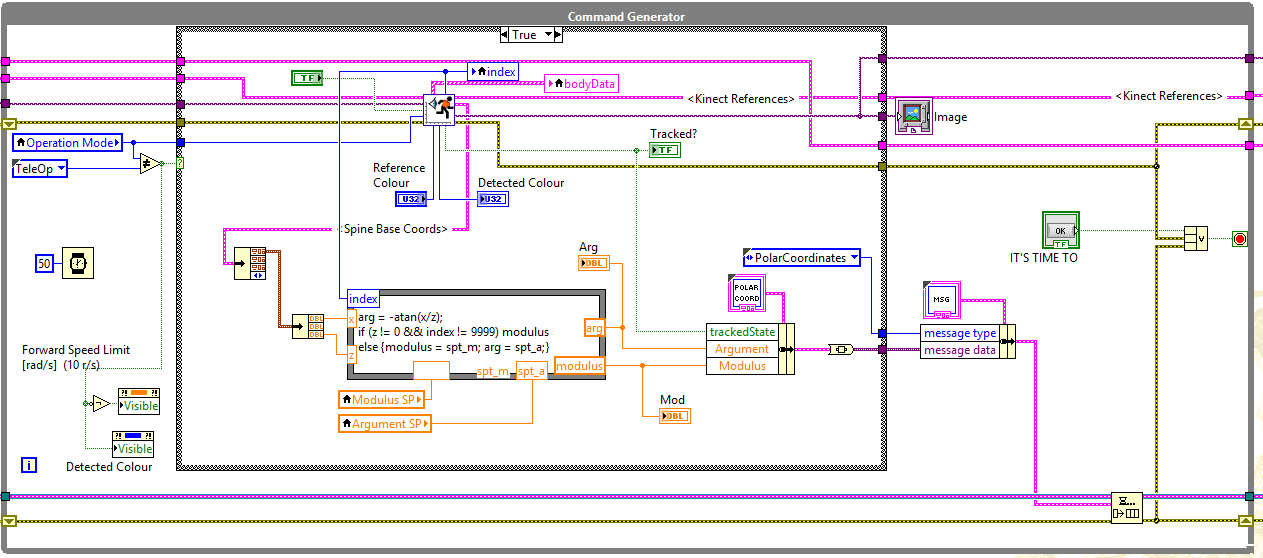 Command Generator
True
TF
index
bodyData
<Kinect References>
<Kinect References>
Image
Operation Mode
TeleOp
?
Tracked?
TF
Reference
Colour
U32
Detected Colour
U32
<Spine Base Coords>
OK
TF
IT'S TIME TO
V
50
Arg
DBL
PolarCoordinates
POLAR
COORD
MSG
DBL
DBL
DBL
index
x
z
arg = -atan(x/z);
if (z != 0 && index != 9999) modulus
else {modulus = spt_m; arg = spt_a;}
arg
modulus
spt_m
spt_a
trackedState
Argument
Modulus
message type
message data
Forward Speed Limit
[rad/s] (10 r/s)
Visible
Visible
Detected Colour
Modulus SP
Argument SP
Mod
DBL
i